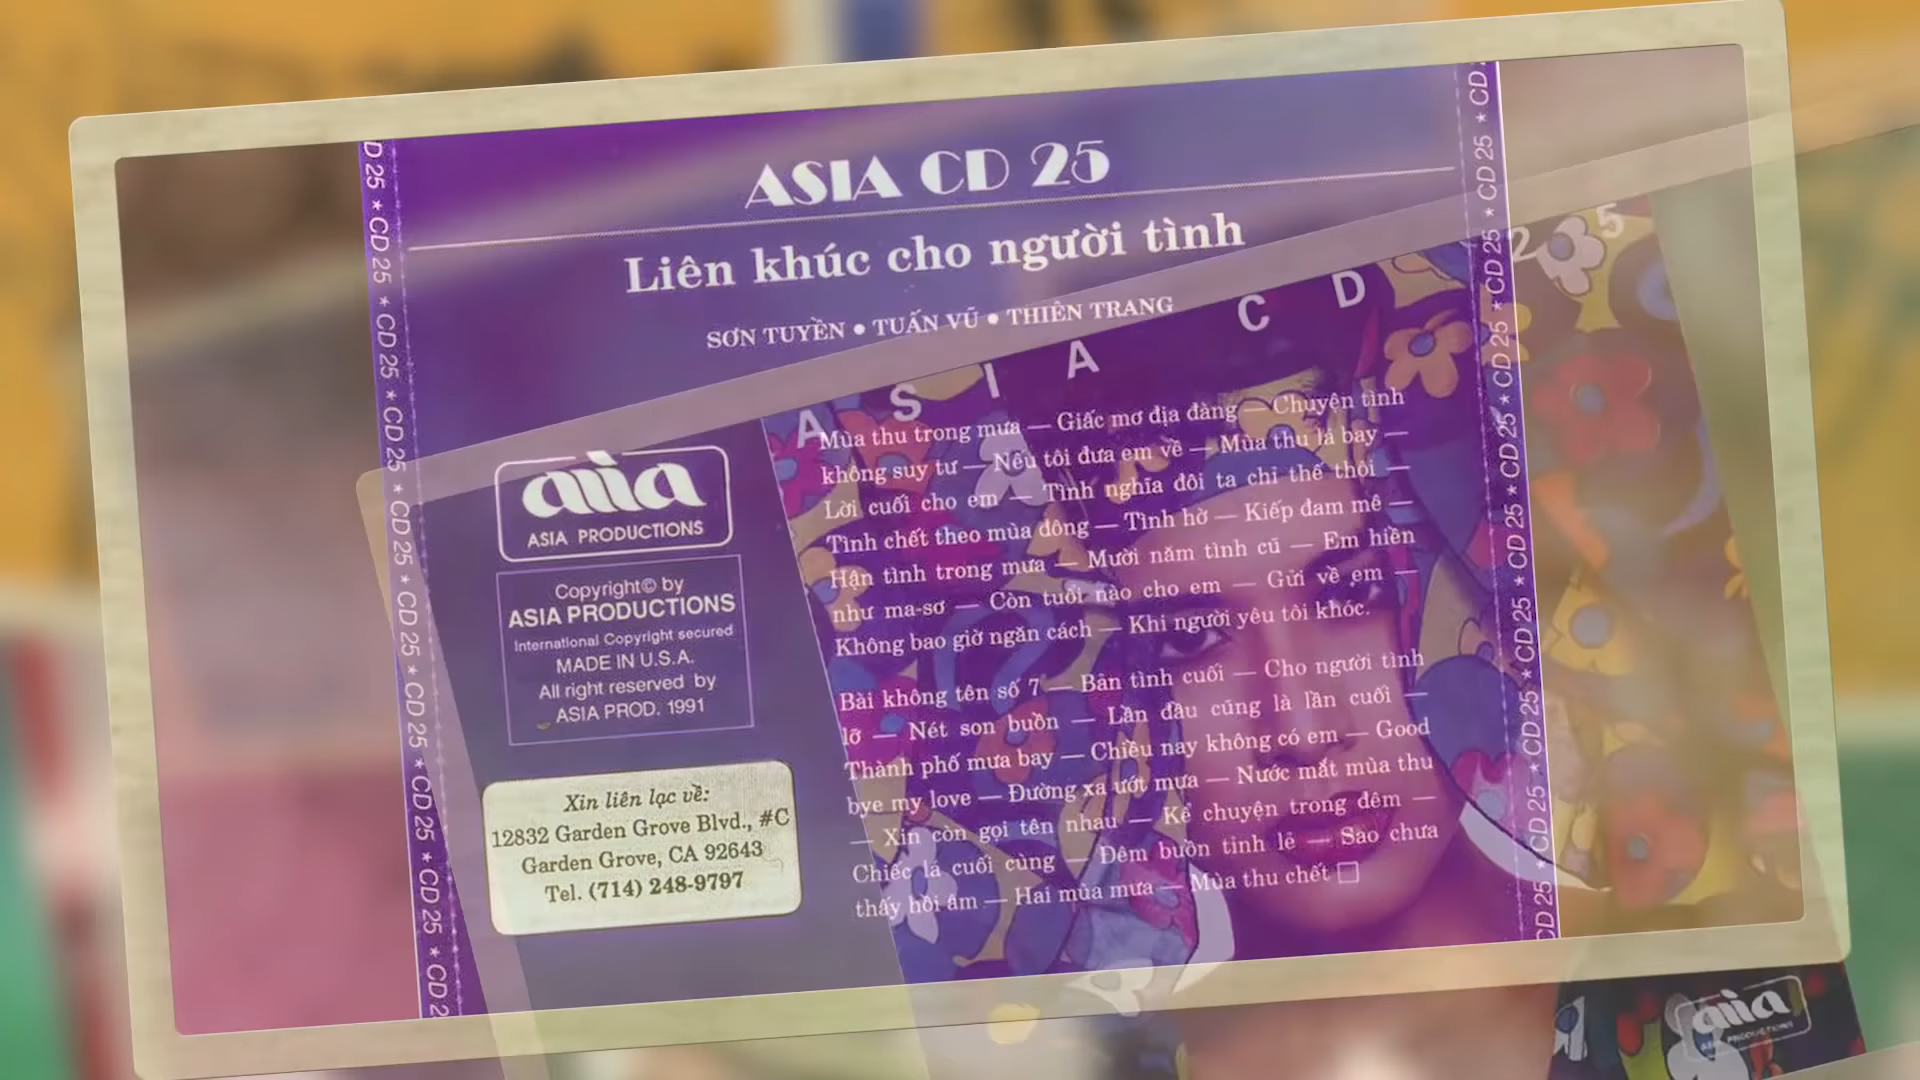 ASIA CD 25
Liên khúc cho người tình
SƠN TUYỀN • TUẤN VŨ • THIÊN TRANG
A S I A C D 25
asia
ASIA PRODUCTIONS
Copyright© by
ASIA PRODUCTIONS
International Copyright secured
MADE IN U.S.A.
All right reserved by
ASIA PROD. 1991
Xin liên lạc về:
12832 Garden Grove Blvd., #C
Garden Grove, CA 92643
Tel. (714) 248-9797
Mùa thu trong mưa — Giấc mơ địa đàng — Chuyện tình
không suy tư — Nếu tôi đưa em về — Mùa thu lá bay —
Lời cuối cho em — Tình nghĩa đôi ta chỉ thế thôi —
Tình chết theo mùa đông — Tình hờ — Kiếp đam mê —
Hận tình trong mưa — Mười năm tình cũ — Em hiền
như ma-sơ — Còn tuổi nào cho em — Gửi về em —
Không bao giờ ngăn cách — Khi người yêu tôi khóc.
Bài không tên số 7 — Bản tình cuối — Cho người tình
lỡ — Nét son buồn — Lần đầu cũng là lần cuối —
Thành phố mưa bay — Chiều nay không có em — Good
bye my love — Đường xa ướt mưa — Nước mắt mùa thu
— Xin còn gọi tên nhau — Kể chuyện trong đêm —
Chiếc lá cuối cùng — Đêm buồn tỉnh lẻ — Sao chưa
thấy hồi âm — Hai mùa mưa — Mùa thu chết □
D 25 * CD 25 * CD 25 * CD 25 * CD 25 * CD 25 * CD 25 * CD 25 * CD 2
CD 25 * CD 25 * CD 25 * CD 25 * CD 25 * CD 25 * CD 25 * CD 25 * CD 25 * CD
asia
ASIA PRODUCTIONS